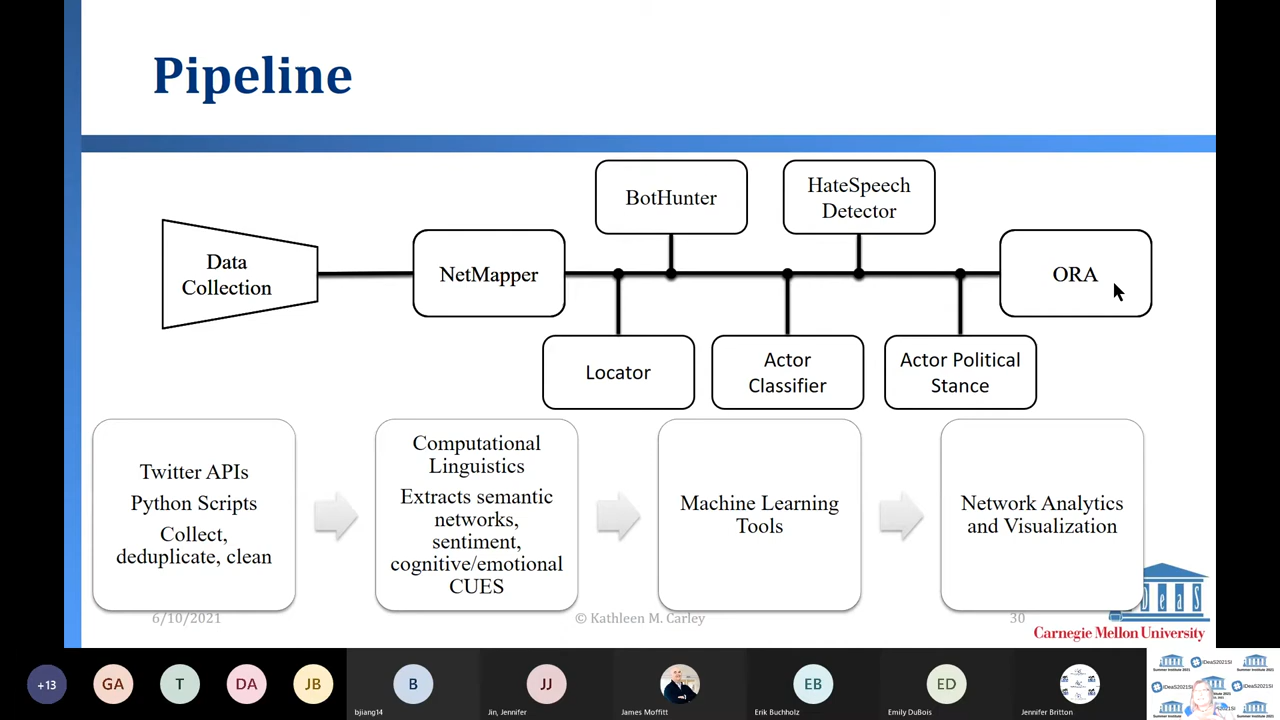 Pipeline
BotHunter
HateSpeech
Detector
Data
Collection
NetMapper
ORA
Locator
Actor
Classifier
Actor Political
Stance
Twitter APIs
Python Scripts
Collect,
deduplicate, clean
Computational
Linguistics
Extracts semantic
networks,
sentiment,
cognitive/emotional
CUES
Machine Learning
Tools
Network Analytics
and Visualization
6/10/2021
© Kathleen M. Carley
30
IDeaS
Carnegie Mellon University
+13
GA
T
DA
JB
B
bjiang14
JJ
Jin, Jennifer
James Moffitt
EB
Erik Buchholz
ED
Emily DuBois
Jennifer Britton